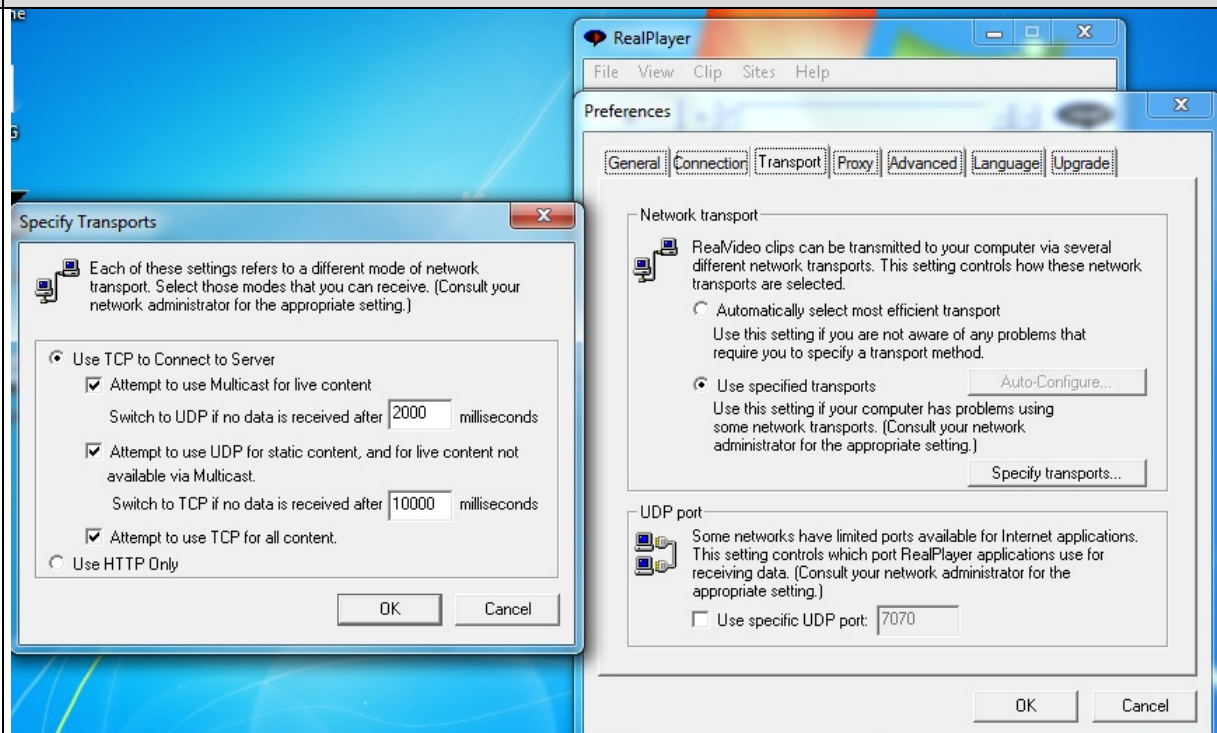 RealPlayer
File View Clip Sites Help
Preferences
General Connection Transport Proxy Advanced Language Upgrade
Network transport
RealVideo clips can be transmitted to your computer via several
different network transports. This setting controls how these network
transports are selected.
Automatically select most efficient transport
Use this setting if you are not aware of any problems that
require you to specify a transport method.
Use specified transports
Auto-Configure...
Use this setting if your computer has problems using
some network transports. (Consult your network
administrator for the appropriate setting.)
Specify transports...
UDP port
Some networks have limited ports available for Internet applications.
This setting controls which port RealPlayer applications use for
receiving data. (Consult your network administrator for the
appropriate setting.)
Use specific UDP port: 7070
OK Cancel
Specify Transports
Each of these settings refers to a different mode of network
transport. Select those modes that you can receive. (Consult your
network administrator for the appropriate setting.)
Use TCP to Connect to Server
Attempt to use Multicast for live content
Switch to UDP if no data is received after 2000 milliseconds
Attempt to use UDP for static content, and for live content not
available via Multicast.
Switch to TCP if no data is received after 10000 milliseconds
Attempt to use TCP for all content.
Use HTTP Only
OK Cancel